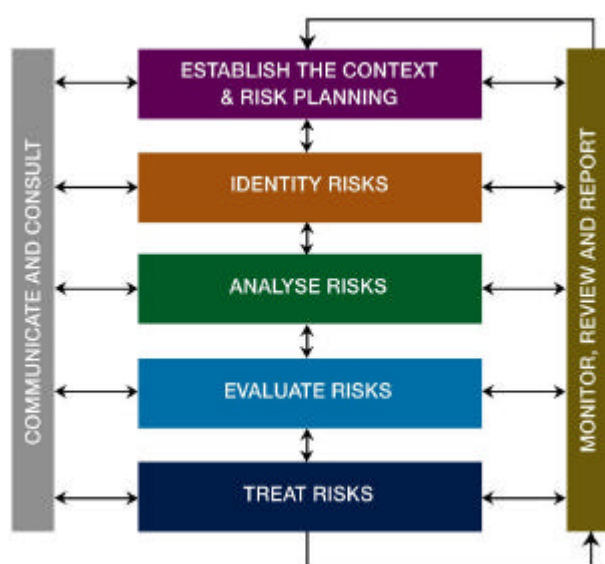 COMMUNICATE AND CONSULT
ESTABLISH THE CONTEXT
& RISK PLANNING
IDENTITY RISKS
ANALYSE RISKS
EVALUATE RISKS
TREAT RISKS
MONITOR, REVIEW AND REPORT